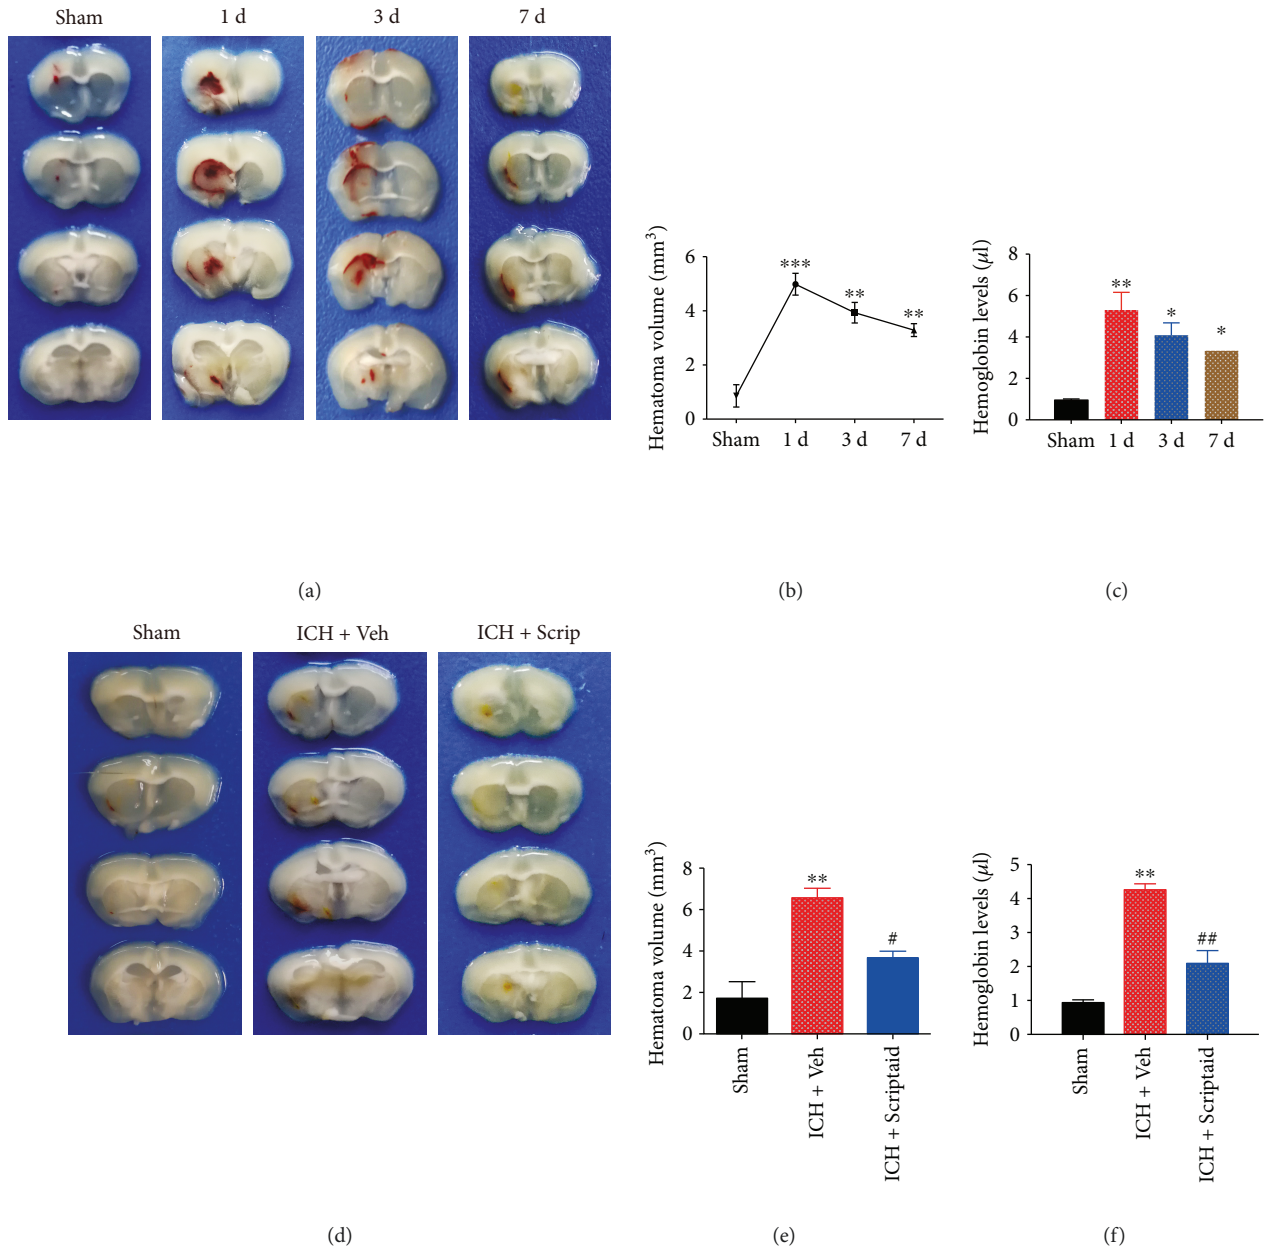 Sham 1 d 3 d 7 d
Hematoma volume (mm³)
6
4
2
0
***
**
**
Sham 1 d 3 d 7 d
Hemoglobin levels (µl)
8
6
4
2
0
**
*
*
Sham 1 d 3 d 7 d
(a) (b) (c)
Sham ICH + Veh ICH + Scrip
Hematoma volume (mm³)
8
6
4
2
0
**
#
Sham
ICH + Veh
ICH + Scriptaid
Hemoglobin levels (µl)
5
4
3
2
1
0
**
##
Sham
ICH + Veh
ICH + Scriptaid
(d) (e) (f)